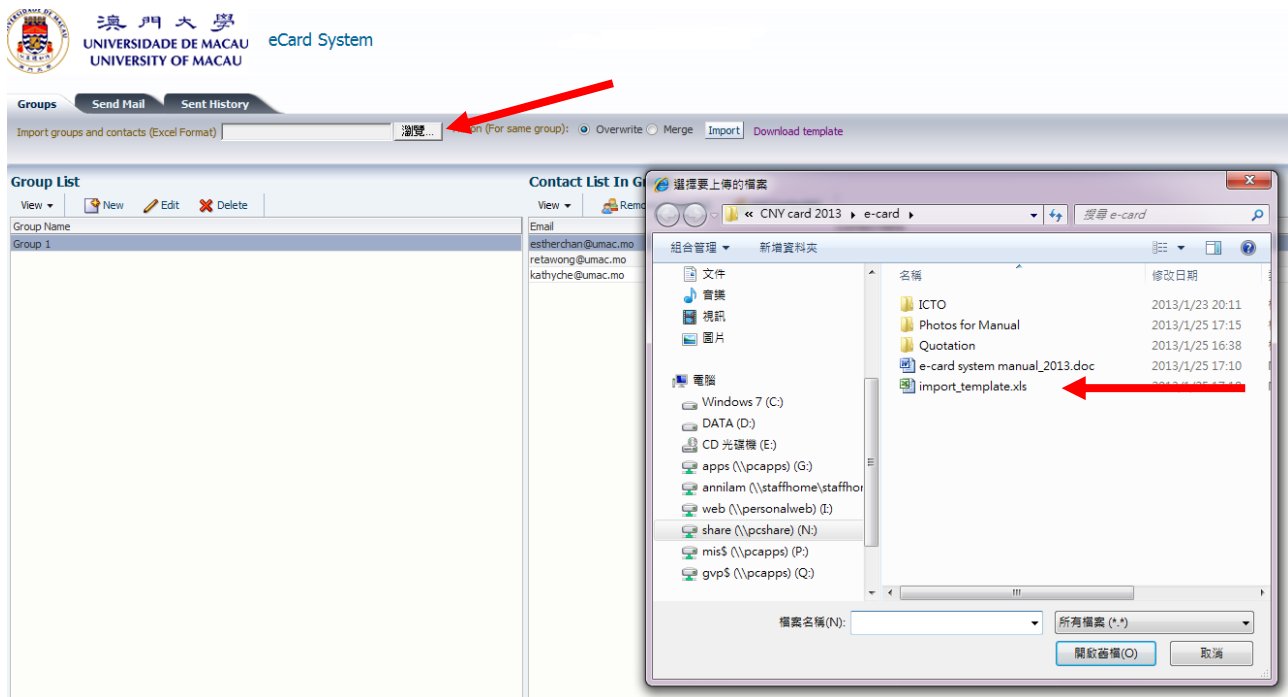 澳門大學
UNIVERSIDADE DE MACAU
UNIVERSITY OF MACAU
eCard System
Groups Send Mail Sent History
Import groups and contacts (Excel Format) 瀏覽... (For same group): Overwrite Merge Import Download template
Group List
View New Edit Delete
Group Name
Group 1
Contact List In
View
Email
estherchan@umac.mo
retawong@umac.mo
kathyche@umac.mo
選擇要上傳的檔案
« CNY card 2013 e-card 搜尋 e-card
組合管理 新增資料夾
文件
音樂
視訊
圖片
電腦
Windows 7 (C:)
DATA (D:)
CD 光碟機 (E:)
apps (\\pcapps) (G:)
annilam (\\staffhome\staffhor
web (\\personalweb) (I:)
share (\\pcshare) (N:)
mis$ (\\pcapps) (P:)
gvp$ (\\pcapps) (Q:)
名稱 修改日期
ICTO 2013/1/23 20:11
Photos for Manual 2013/1/25 17:15
Quotation 2013/1/25 16:38
e-card system manual_2013.doc 2013/1/25 17:10
import_template.xls
檔案名稱(N): 所有檔案 (*.*)
開啟舊檔(O) 取消